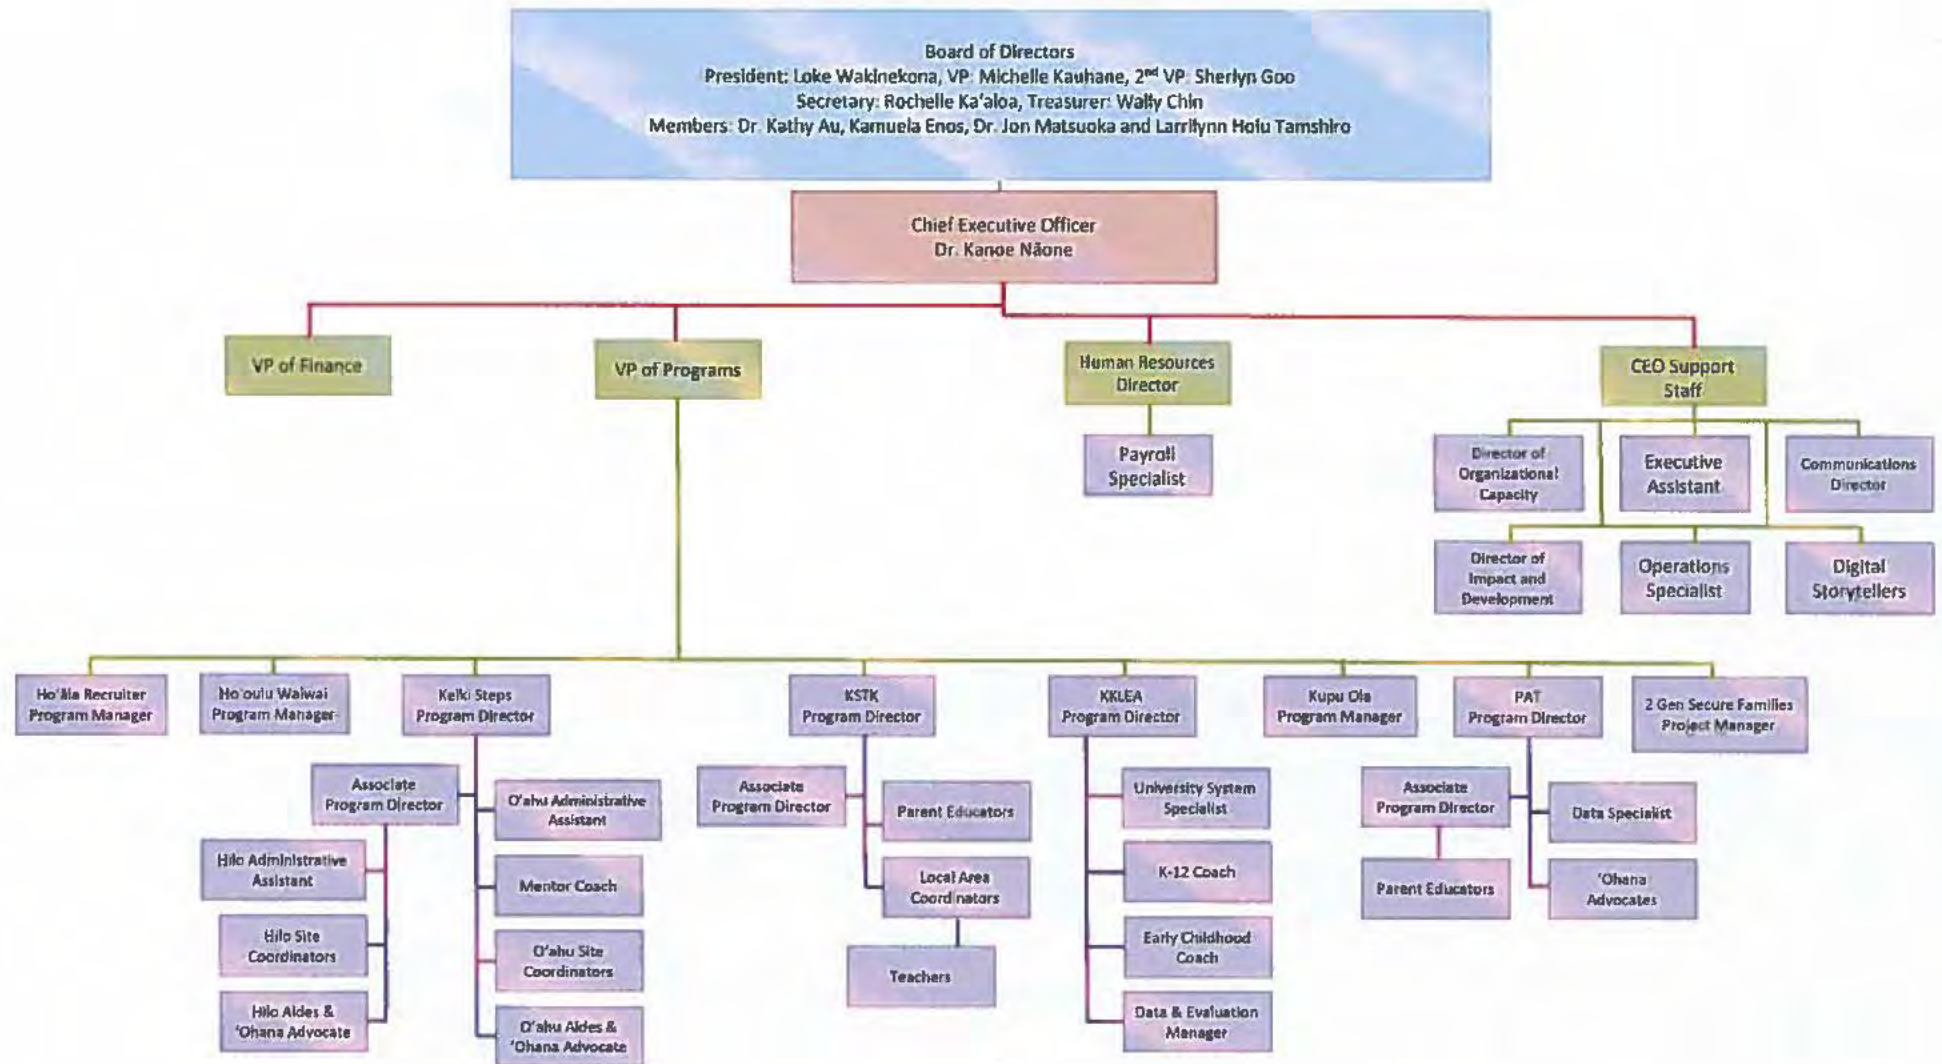 Board of Directors
President: Loke Wakinekona, VP: Michelle Kauhane, 2nd VP: Sherlyn Goo
Secretary: Rochelle Ka'aloa, Treasurer: Wally Chin
Members: Dr. Kathy Au, Kamuela Enos, Dr. Jon Matsuoka and Larrilynn Holu Tamshiro
Chief Executive Officer
Dr. Kanoe Nāone
VP of Finance
VP of Programs
Human Resources
Director
CEO Support
Staff
Payroll
Specialist
Director of
Organizational
Capacity
Executive
Assistant
Communications
Director
Director of
Impact and
Development
Operations
Specialist
Digital
Storytellers
Ho'āla Recruiter
Program Manager
Ho'oulu Waiwai
Program Manager
Keiki Steps
Program Director
KSTK
Program Director
KKLEA
Program Director
Kupu Ola
Program Manager
PAT
Program Director
2 Gen Secure Families
Project Manager
Associate
Program Director
O'ahu Administrative
Assistant
Hilo Administrative
Assistant
Mentor Coach
Hilo Site
Coordinators
O'ahu Site
Coordinators
Hilo Aides &
'Ohana Advocate
O'ahu Aides &
'Ohana Advocate
Associate
Program Director
Parent Educators
Local Area
Coordinators
Teachers
University System
Specialist
K-12 Coach
Early Childhood
Coach
Data & Evaluation
Manager
Associate
Program Director
Data Specialist
Parent Educators
'Ohana
Advocates